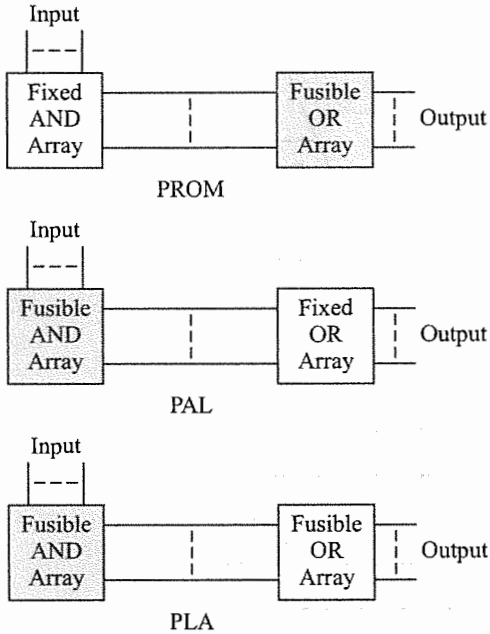 Input
Fixed
AND
Array
Fusible
OR
Array
Output
PROM
Input
Fusible
AND
Array
Fixed
OR
Array
Output
PAL
Input
Fusible
AND
Array
Fusible
OR
Array
Output
PLA